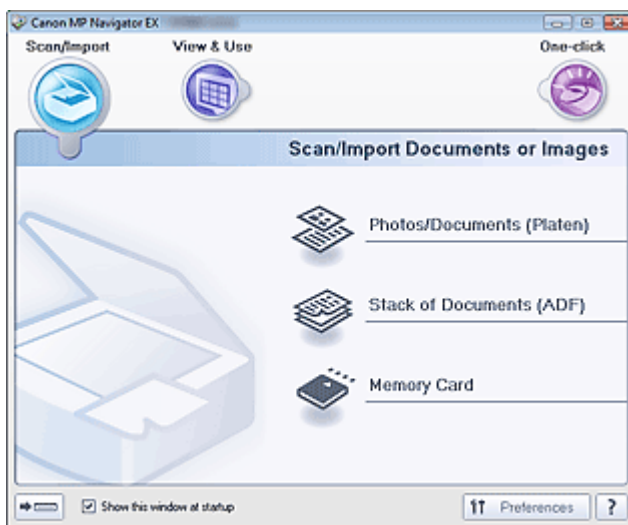 Canon MP Navigator EX
Scan/Import
View & Use
One-click
Scan/Import Documents or Images
Photos/Documents (Platen)
Stack of Documents (ADF)
Memory Card
Show this window at startup
Preferences
?